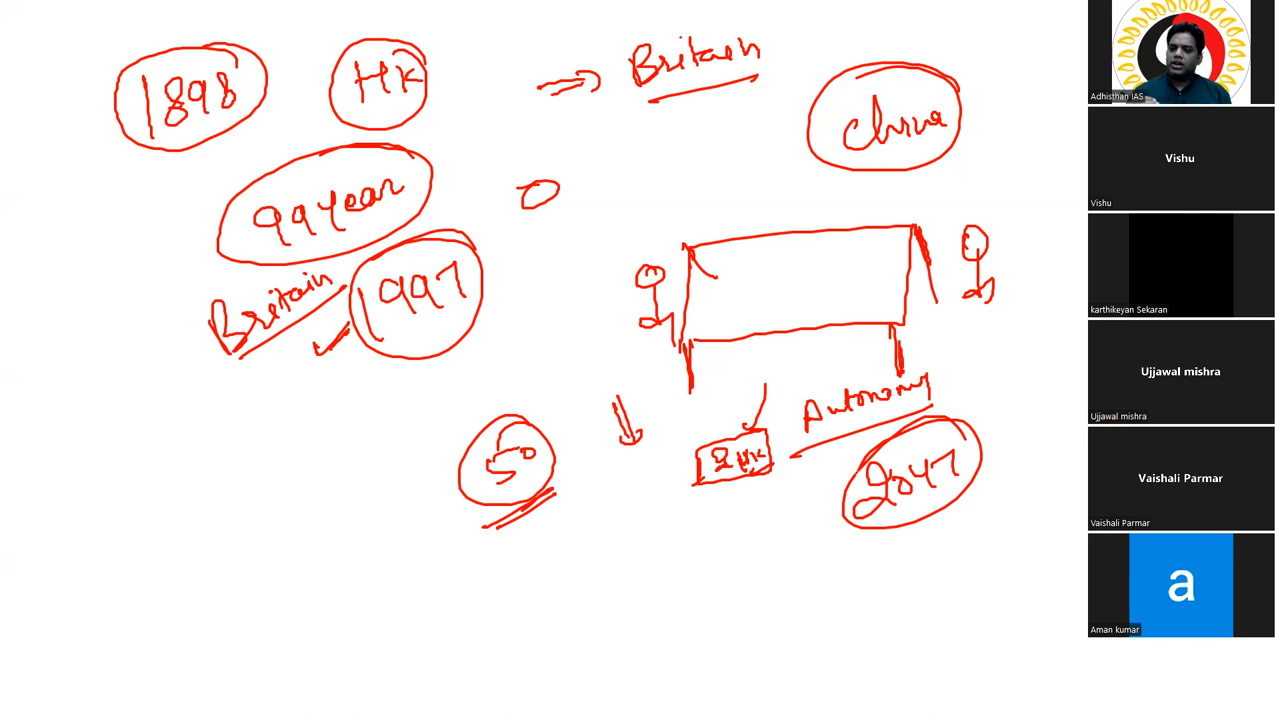 1898
HK
Britain
China
99 year
Britain
1997
50
HK
Autonomy
2047
Adhisthan IAS
Vishu
Vishu
karthikeyan Sekaran
Ujjawal mishra
Ujjawal mishra
Vaishali Parmar
Vaishali Parmar
a
Aman kumar